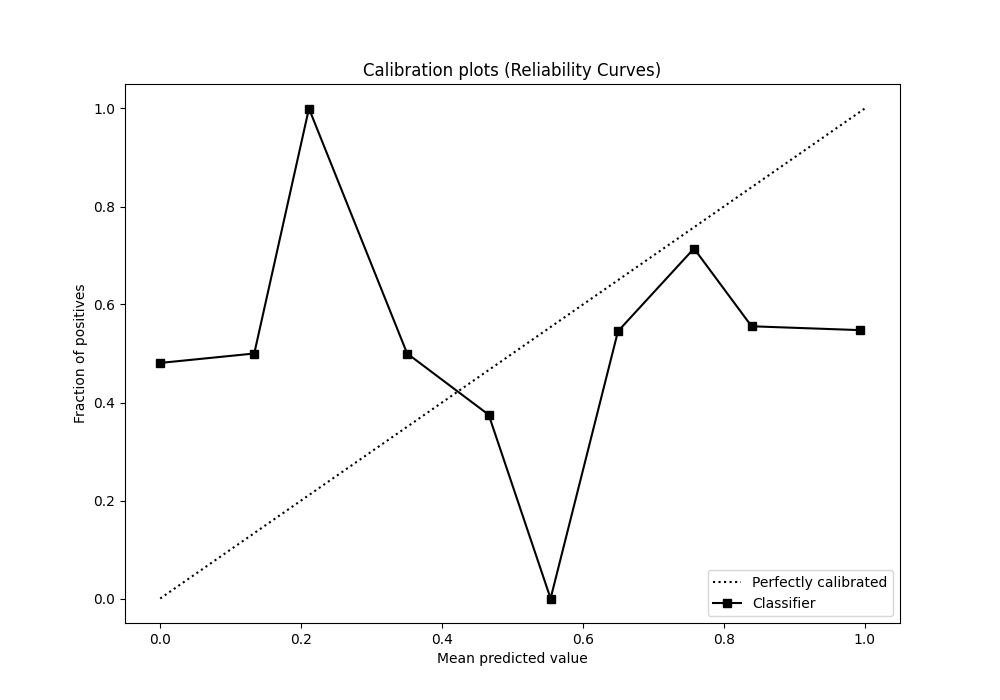 Calibration plots (Reliability Curves)
1.0
0.8
0.6
0.4
0.2
0.0
Fraction of positives
Perfectly calibrated
Classifier
0.0 0.2 0.4 0.6 0.8 1.0
Mean predicted value